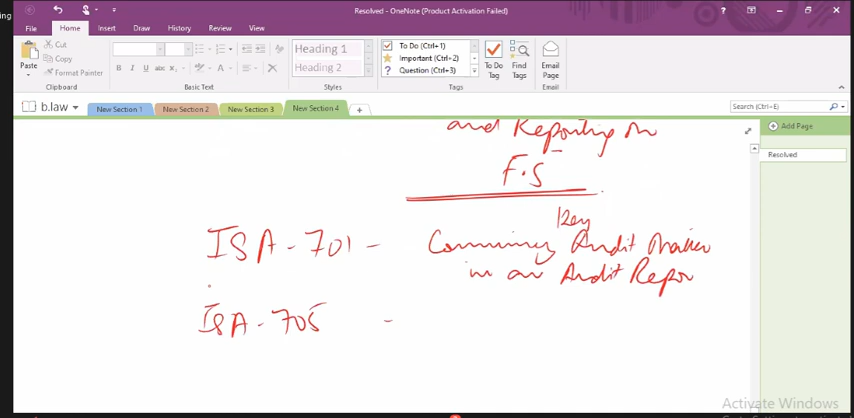 ing
Resolved - OneNote (Product Activation Failed)
File Home Insert Draw History Review View
Cut
Copy
Format Painter
Paste
Clipboard
B I U abc
Basic Text
Heading 1
Heading 2
Styles
To Do (Ctrl+1)
Important (Ctrl+2)
Question (Ctrl+3)
To Do Tag
Find Tags
Tags
Email Page
Email
b.law New Section 1 New Section 2 New Section 3 New Section 4
Search (Ctrl+E)
Add Page
Resolved
and Reporting on
F.S
Key
ISA - 701 - Audit
in an Audit Repor
ISA - 705 -
Activate Windows